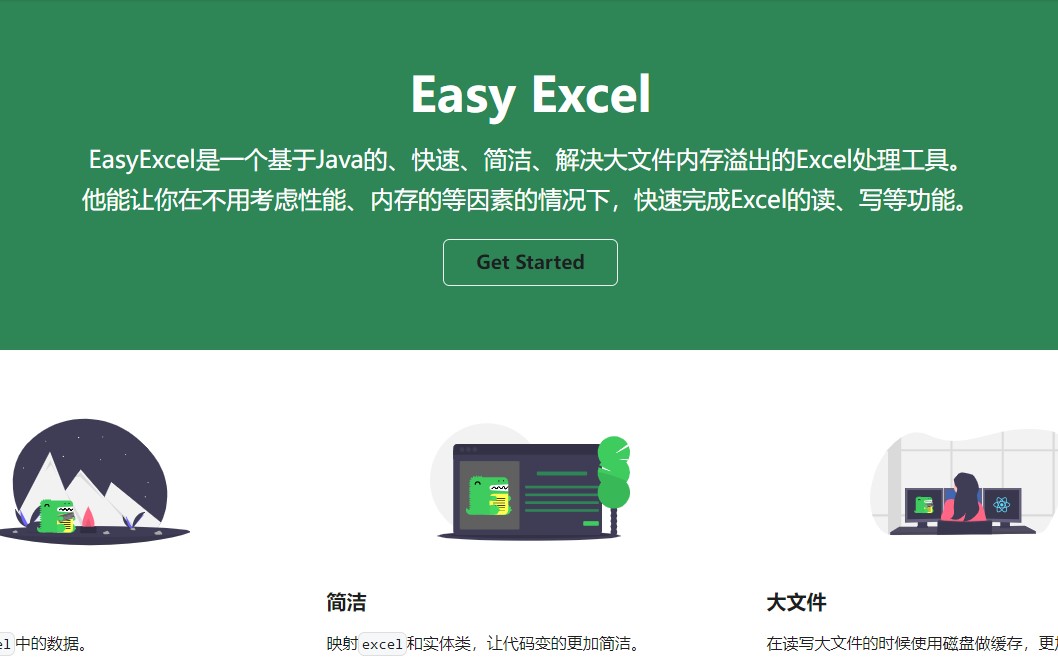 Easy Excel
EasyExcel是一个基于Java的、快速、简洁、解决大文件内存溢出的Excel处理工具。
他能让你在不用考虑性能、内存的等因素的情况下，快速完成Excel的读、写等功能。
Get Started
简洁
大文件
el中的数据。
映射excel和实体类，让代码变的更加简洁。
在读写大文件的时候使用磁盘做缓存，更